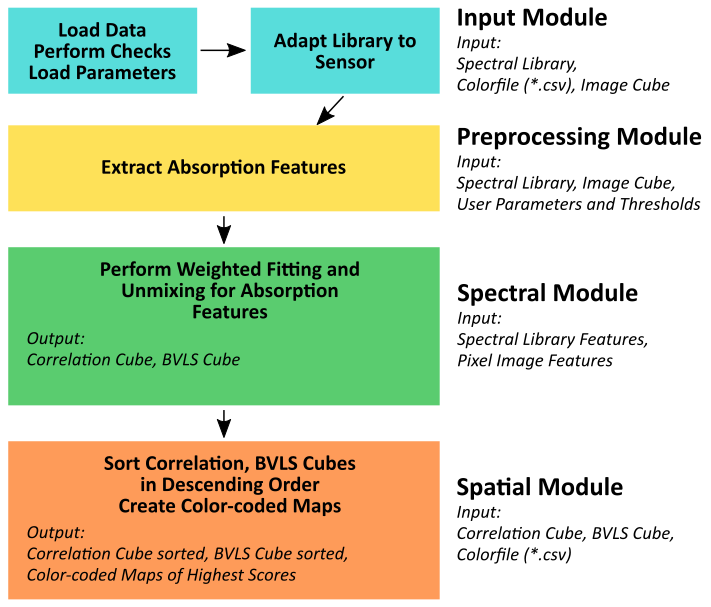 Load Data
Perform Checks
Load Parameters
Adapt Library to
Sensor
Input Module
Input:
Spectral Library,
Colorfile (*.csv), Image Cube
Extract Absorption Features
Preprocessing Module
Input:
Spectral Library, Image Cube,
User Parameters and Thresholds
Perform Weighted Fitting and
Unmixing for Absorption
Features
Output:
Correlation Cube, BVLS Cube
Spectral Module
Input:
Spectral Library Features,
Pixel Image Features
Sort Correlation, BVLS Cubes
in Descending Order
Create Color-coded Maps
Output:
Correlation Cube sorted, BVLS Cube sorted,
Color-coded Maps of Highest Scores
Spatial Module
Input:
Correlation Cube, BVLS Cube,
Colorfile (*.csv)